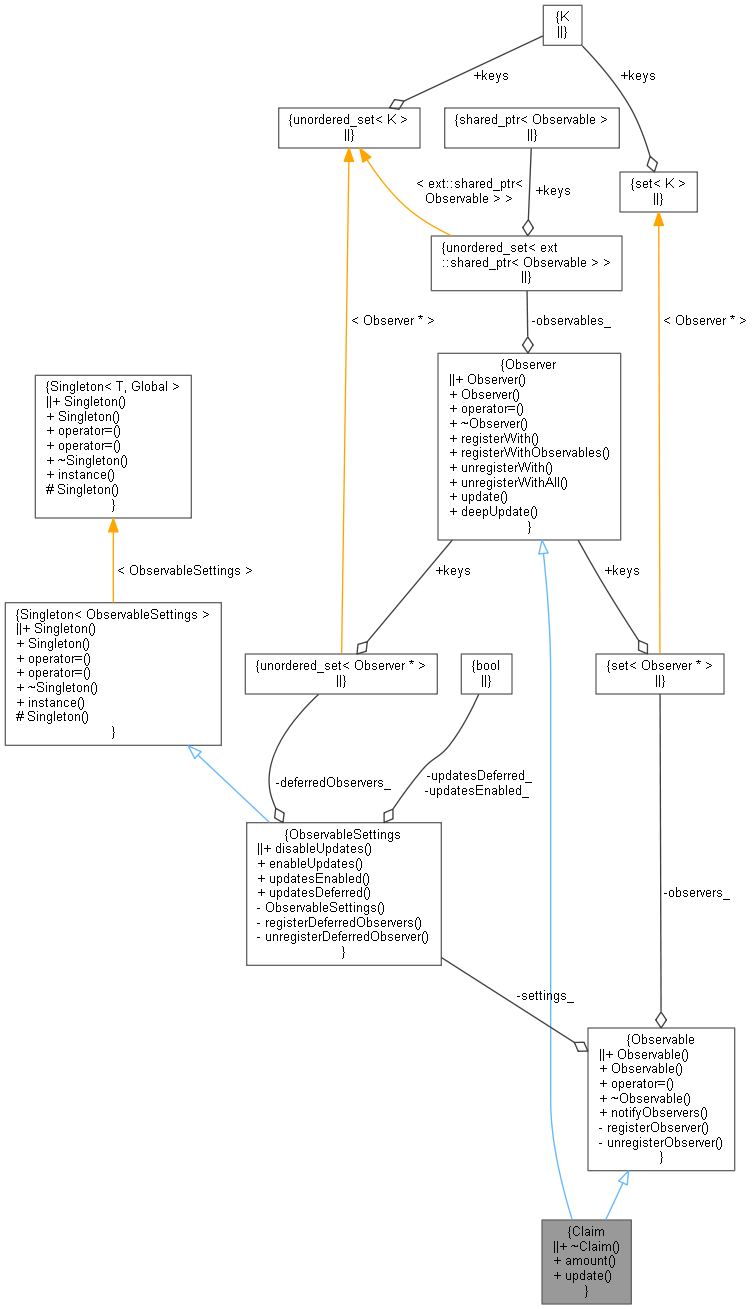 {K
||}
+keys
+keys
{unordered_set< K >
||}
{shared_ptr< Observable >
||}
{set< K >
||}
< ext::shared_ptr<
Observable > >
+keys
{unordered_set< ext
::shared_ptr< Observable > >
||}
< Observer * >
-observables_
< Observer * >
{Observer
||+ Observer()
+ Observer()
+ operator=()
+ ~Observer()
+ registerWith()
+ registerWithObservables()
+ unregisterWith()
+ unregisterWithAll()
+ update()
+ deepUpdate()
}
{Singleton< T, Global >
||+ Singleton()
+ Singleton()
+ operator=()
+ operator=()
+ ~Singleton()
+ instance()
# Singleton()
}
< ObservableSettings >
+keys
+keys
{Singleton< ObservableSettings >
||+ Singleton()
+ Singleton()
+ operator=()
+ operator=()
+ ~Singleton()
+ instance()
# Singleton()
}
{unordered_set< Observer * >
||}
{bool
||}
{set< Observer * >
||}
-deferredObservers_
-updatesDeferred_
-updatesEnabled_
{ObservableSettings
||+ disableUpdates()
+ enableUpdates()
+ updatesEnabled()
+ updatesDeferred()
- ObservableSettings()
- registerDeferredObservers()
- unregisterDeferredObserver()
}
-observers_
-settings_
{Observable
||+ Observable()
+ Observable()
+ operator=()
+ ~Observable()
+ notifyObservers()
- registerObserver()
- unregisterObserver()
}
{Claim
||+ ~Claim()
+ amount()
+ update()
}